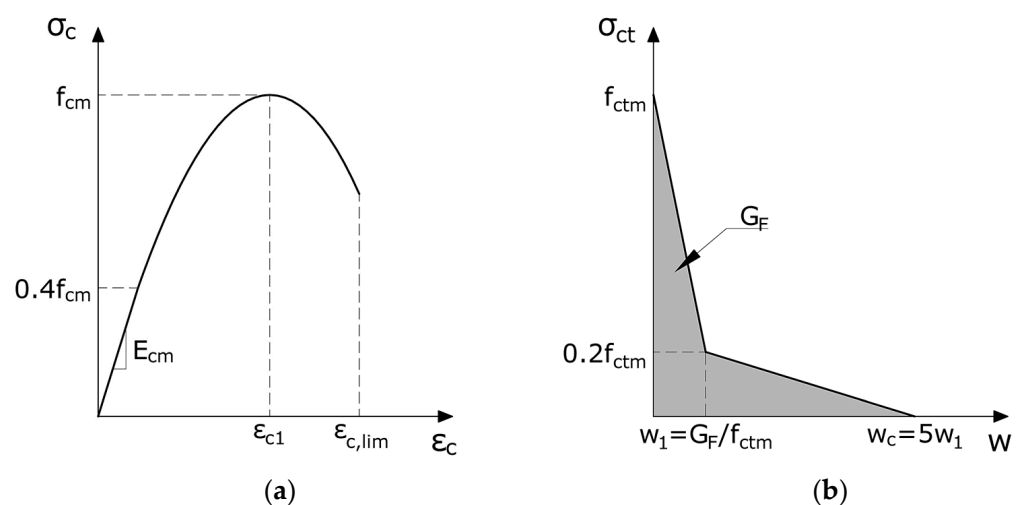 σc
fcm
0.4fcm
Ecm
εc1
εc,lim
εc
(a)
σct
fctm
GF
0.2fctm
w1=GF/fctm
wc=5w1
w
(b)